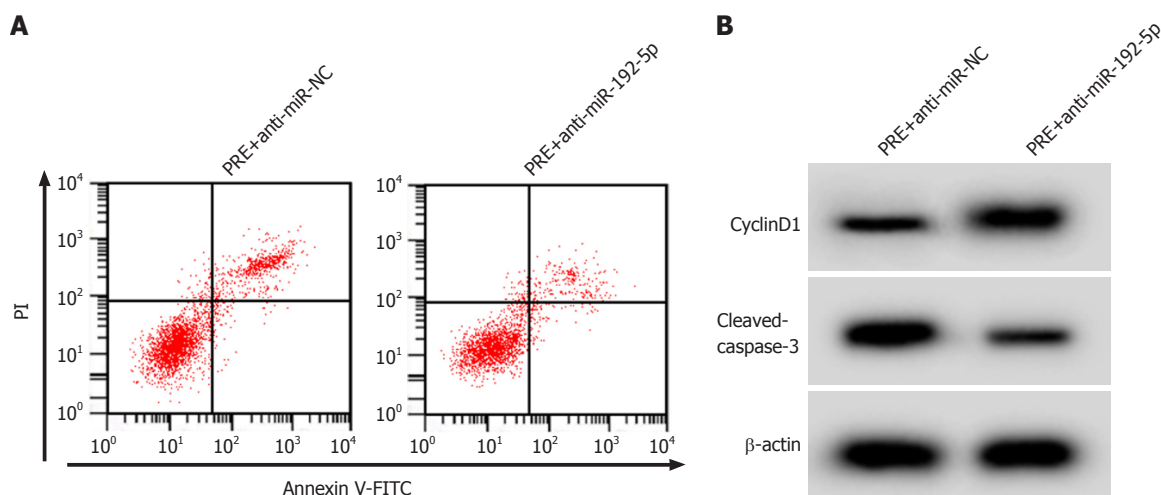 A
PRE+anti-miR-NC
PRE+anti-miR-192-5p
PI
10⁴
10³
10²
10¹
10⁰
10⁰ 10¹ 10² 10³ 10⁴
10⁴
10³
10²
10¹
10⁰
10⁰ 10¹ 10² 10³ 10⁴
Annexin V-FITC
B
PRE+anti-miR-NC
PRE+anti-miR-192-5p
CyclinD1
Cleaved-
caspase-3
β-actin